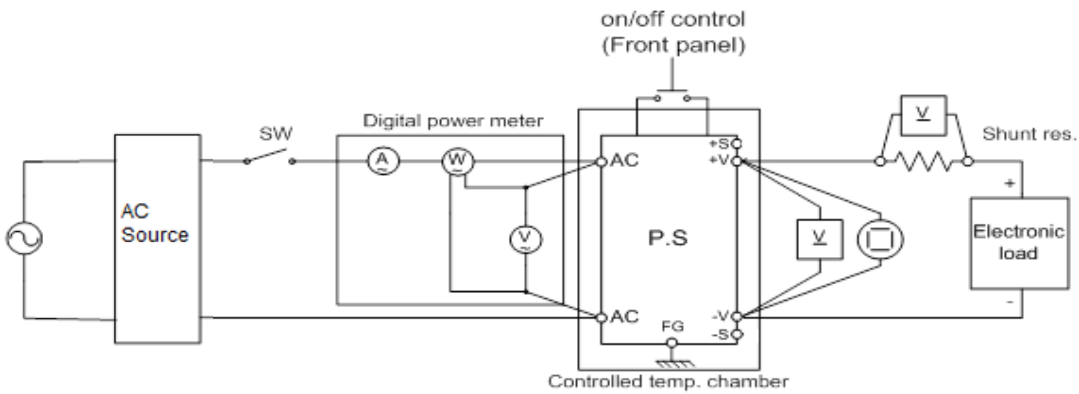 on/off control
(Front panel)
SW
Digital power meter
Shunt res.
V
A
W
AC
+S
+V
AC
Source
V
P.S
V
Electronic
load
+
-
AC
FG
-V
-S
Controlled temp. chamber